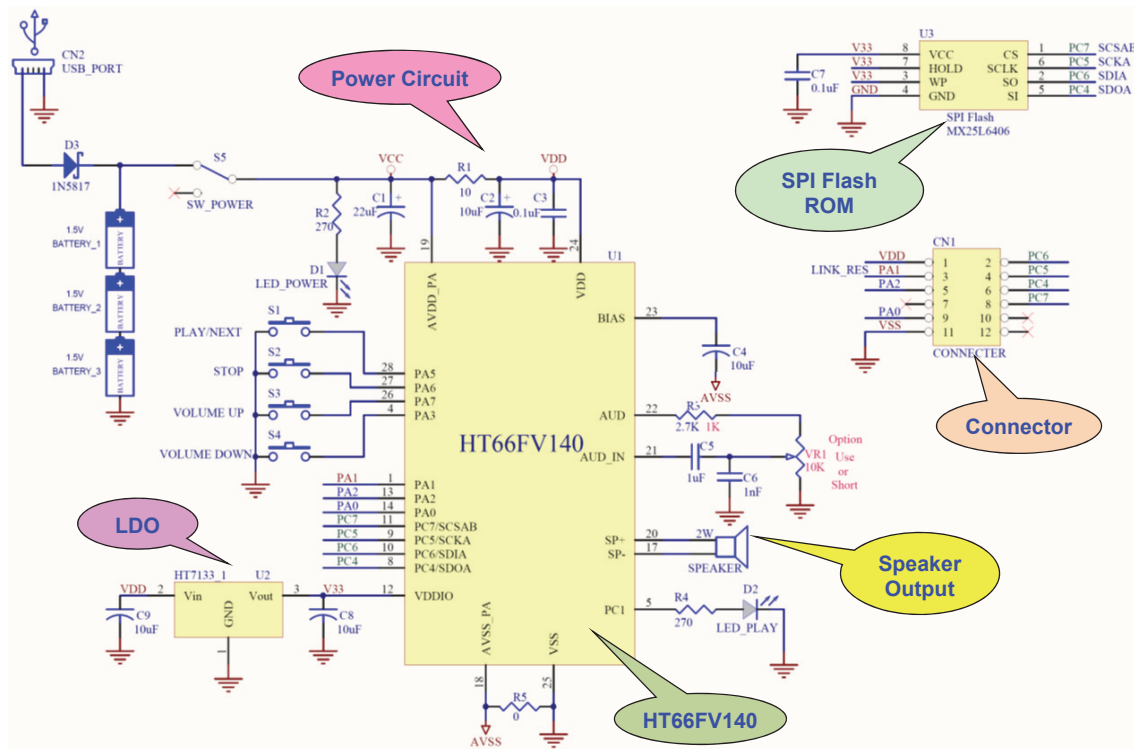 CN2
USB_PORT
Power Circuit
D3
1N5817
S5
SW_POWER
1.5V
BATTERY_1
+
BATTERY
1.5V
BATTERY_2
+
BATTERY
1.5V
BATTERY_3
+
BATTERY
R2
270
D1
LED_POWER
VCC
C1
22uF
+
R1
10
C2
10uF
+
C3
0.1uF
VDD
U3
V33 8 VCC CS 1 PC7 SCSAB
V33 7 HOLD SCLK 6 PC5 SCKA
V33 3 WP SO 2 PC6 SDIA
GND 4 GND SI 5 PC4 SDOA
C7
0.1uF
SPI Flash
MX25L6406
SPI Flash
ROM
CN1
VDD 1 2 PC6
LINK_RES PA1 3 4 PC5
PA2 5 6 PC4
7 8 PC7
PA0 9 10
VSS 11 12
CONNECTER
Connector
U1
19
AVDD_PA
24
VDD
HT66FV140
S1
PLAY/NEXT
S2
STOP
S3
VOLUME UP
S4
VOLUME DOWN
28 PA5
27 PA6
26 PA7
4 PA3
PA1 1 PA1
PA2 13 PA2
PA0 14 PA0
PC7 11 PC7/SCSAB
PC5 9 PC5/SCKA
PC6 10 PC6/SDIA
PC4 8 PC4/SDOA
12 VDDIO
BIAS 23
C4
10uF
AVSS
AUD 22
R3
2.7K 1K
AUD_IN 21
C5
1uF
C6
1nF
VR1
10K
Option
Use
or
Short
SP+ 20
SP- 17
2W
SPEAKER
Speaker
Output
PC1 5
R4
270
D2
LED_PLAY
LDO
HT7133_1 U2
VDD 2 Vin Vout 3 V33
GND
1
C9
10uF
C8
10uF
AVSS_PA
18
VSS
25
R5
0
AVSS
HT66FV140